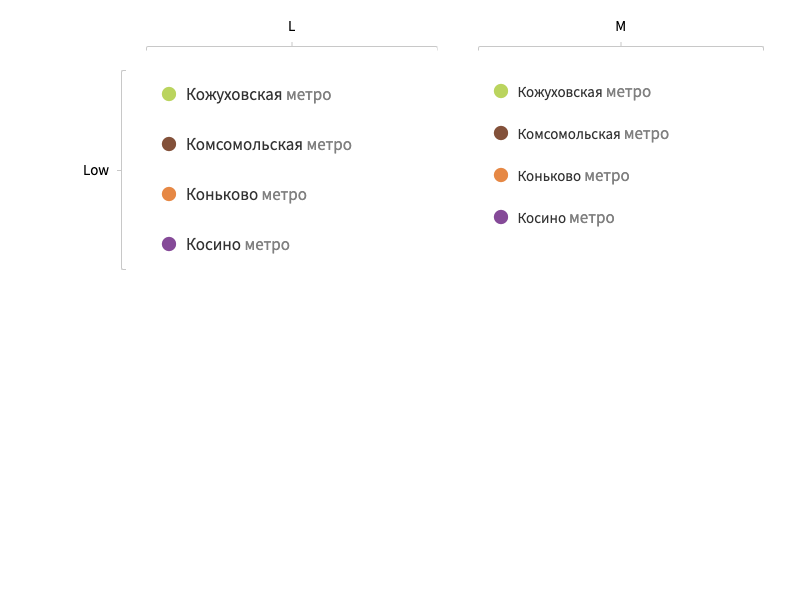 L
M
Low
Кожуховская метро
Комсомольская метро
Коньково метро
Косино метро
Кожуховская метро
Комсомольская метро
Коньково метро
Косино метро